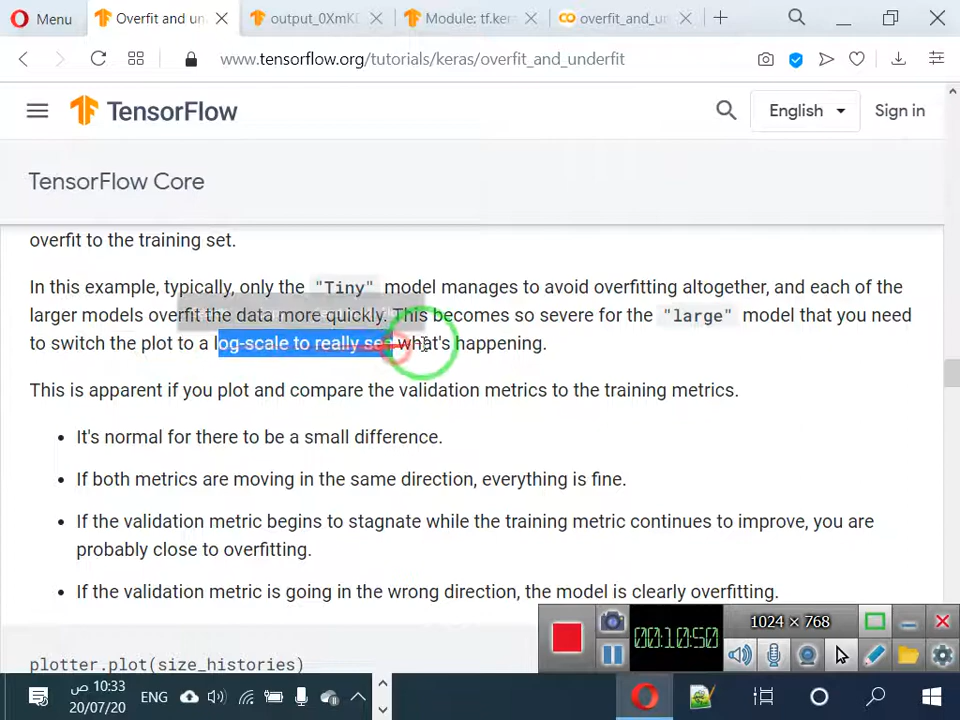 Menu
Overfit and un
output_0XmKD
Module: tf.ker
overfit_and_u
www.tensorflow.org/tutorials/keras/overfit_and_underfit
TensorFlow
English
Sign in
TensorFlow Core
overfit to the training set.
In this example, typically, only the "Tiny" model manages to avoid overfitting altogether, and each of the
larger models overfit the data more quickly. This becomes so severe for the "large" model that you need
to switch the plot to a log-scale to really see what's happening.
This is apparent if you plot and compare the validation metrics to the training metrics.
• It's normal for there to be a small difference.
• If both metrics are moving in the same direction, everything is fine.
• If the validation metric begins to stagnate while the training metric continues to improve, you are
probably close to overfitting.
• If the validation metric is going in the wrong direction, the model is clearly overfitting.
plotter.plot(size_histories)
00:10:50
1024 × 768
10:33 ص
20/07/20
ENG